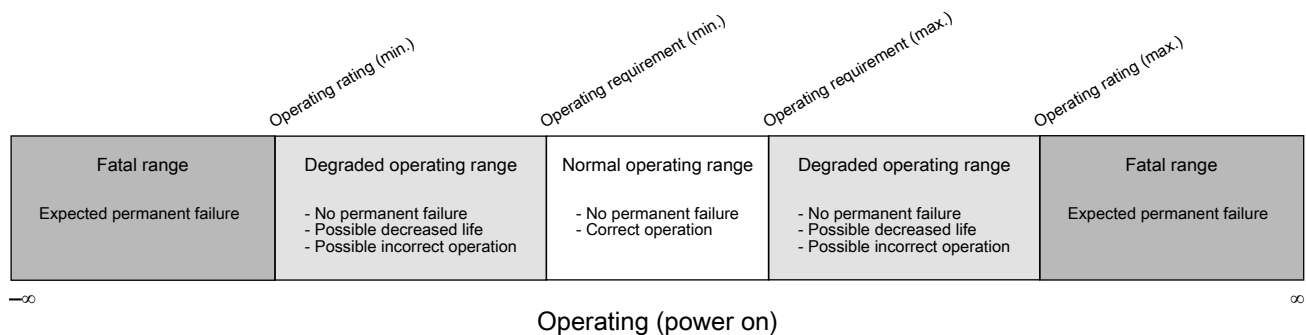 Operating rating (min.)
Operating requirement (min.)
Operating requirement (max.)
Operating rating (max.)
Fatal range
Degraded operating range
Normal operating range
Degraded operating range
Fatal range
Expected permanent failure
- No permanent failure
- Possible decreased life
- Possible incorrect operation
- No permanent failure
- Correct operation
- No permanent failure
- Possible decreased life
- Possible incorrect operation
Expected permanent failure
–∞
∞
Operating (power on)